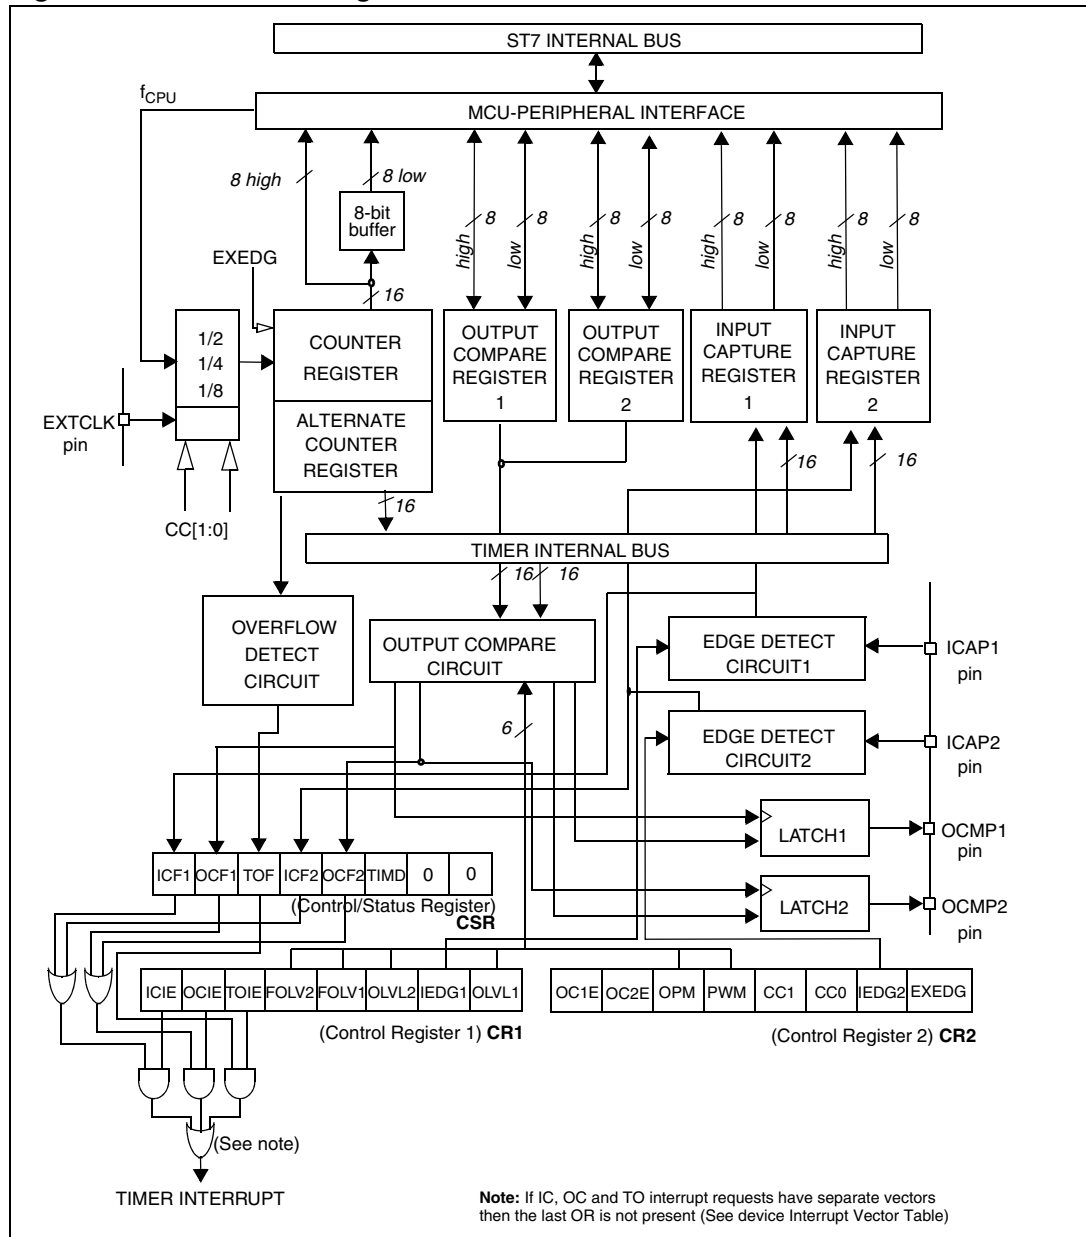 ST7 INTERNAL BUS
fCPU
MCU-PERIPHERAL INTERFACE
8 high
8 low
8-bit
buffer
8
8
8
8
8
8
8
8
high
low
high
low
high
low
high
low
EXEDG
16
1/2
1/4
1/8
COUNTER
REGISTER
OUTPUT
COMPARE
REGISTER
1
OUTPUT
COMPARE
REGISTER
2
INPUT
CAPTURE
REGISTER
1
INPUT
CAPTURE
REGISTER
2
EXTCLK
pin
ALTERNATE
COUNTER
REGISTER
16
16
16
CC[1:0]
TIMER INTERNAL BUS
16
16
OVERFLOW
DETECT
CIRCUIT
OUTPUT COMPARE
CIRCUIT
EDGE DETECT
CIRCUIT1
ICAP1
pin
6
EDGE DETECT
CIRCUIT2
ICAP2
pin
LATCH1
OCMP1
pin
LATCH2
OCMP2
pin
ICF1 OCF1 TOF ICF2 OCF2 TIMD 0 0
(Control/Status Register)
CSR
ICIE OCIE TOIE FOLV2 FOLV1 OLVL2 IEDG1 OLVL1
(Control Register 1) CR1
OC1E OC2E OPM PWM CC1 CC0 IEDG2 EXEDG
(Control Register 2) CR2
(See note)
TIMER INTERRUPT
Note: If IC, OC and TO interrupt requests have separate vectors
then the last OR is not present (See device Interrupt Vector Table)